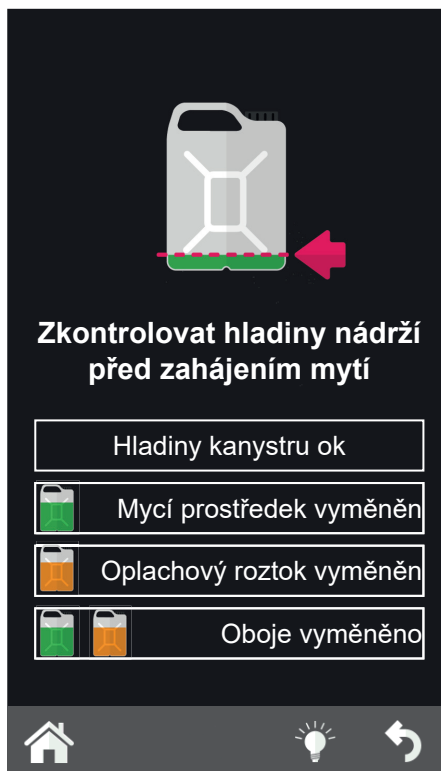 Zkontrolovat hladiny nádrží
před zahájením mytí
Hladiny kanystru ok
Mycí prostředek vyměněn
Oplachový roztok vyměněn
Oboje vyměněno